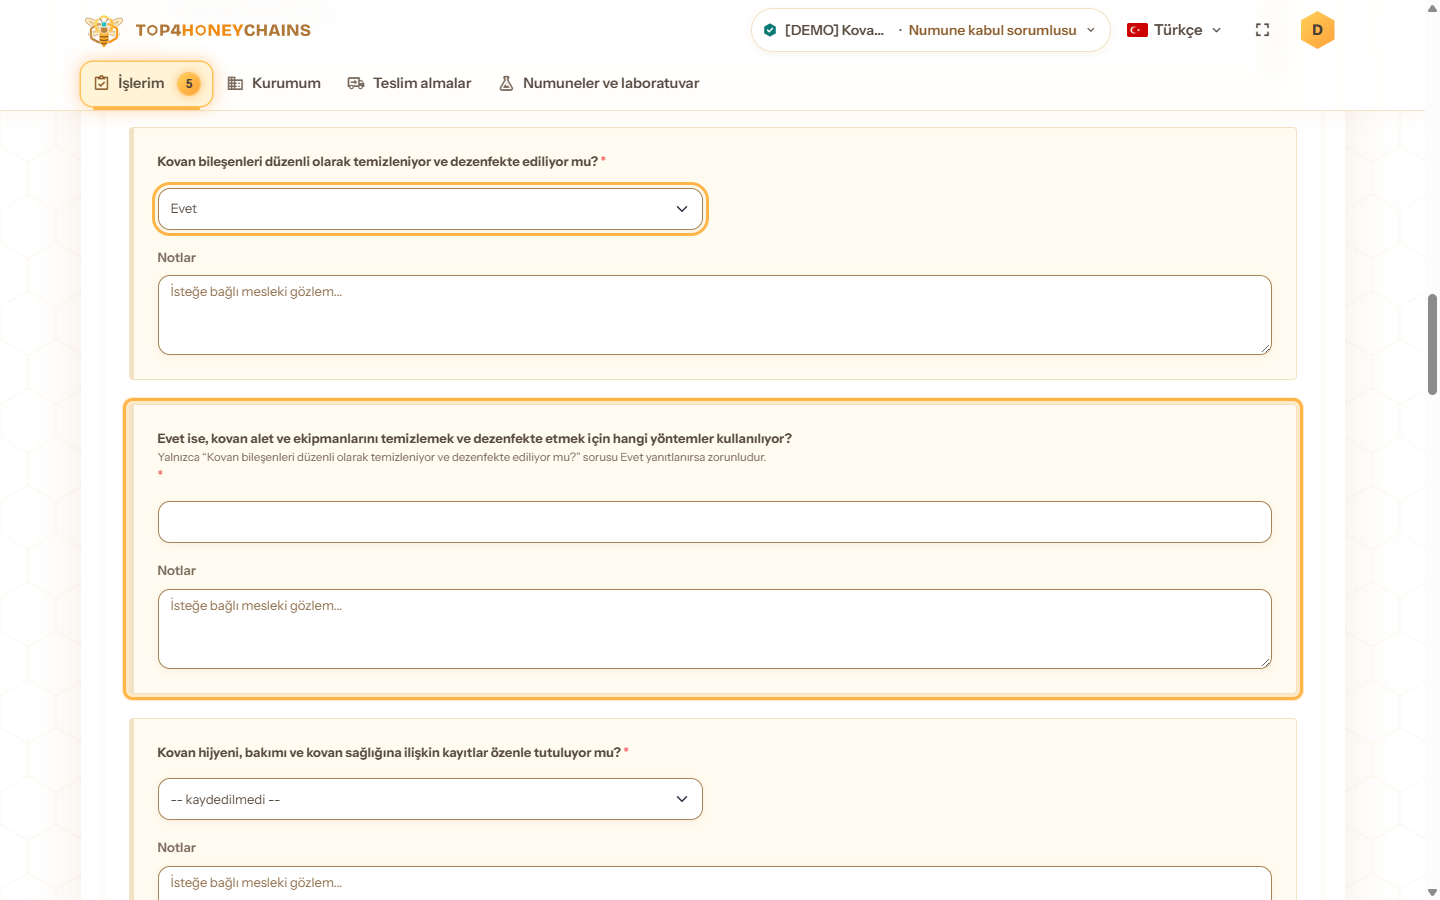 TOP4HONEYCHAINS
[DEMO] Kova... · Numune kabul sorumlusu
Türkçe
D
İşlerim 5
Kurumum
Teslim almalar
Numuneler ve laboratuvar
Kovan bileşenleri düzenli olarak temizleniyor ve dezenfekte ediliyor mu? *
Evet
Notlar
İsteğe bağlı mesleki gözlem...
Evet ise, kovan alet ve ekipmanlarını temizlemek ve dezenfekte etmek için hangi yöntemler kullanılıyor?
Yalnızca “Kovan bileşenleri düzenli olarak temizleniyor ve dezenfekte ediliyor mu?” sorusu Evet yanıtlanırsa zorunludur.
*
Notlar
İsteğe bağlı mesleki gözlem...
Kovan hijyeni, bakımı ve kovan sağlığına ilişkin kayıtlar özenle tutuluyor mu? *
-- kaydedilmedi --
Notlar
İsteğe bağlı mesleki gözlem...